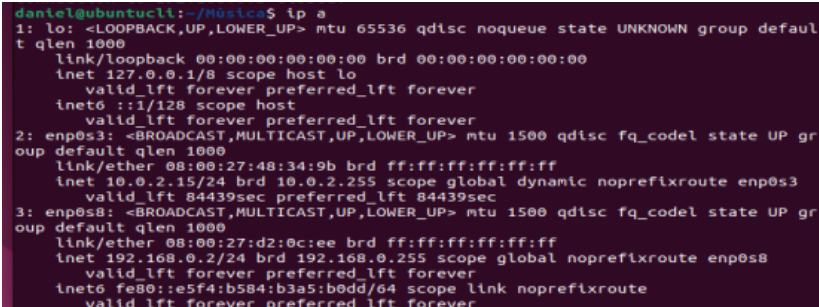 daniel@ubuntucli:~/Música$ ip a
1: lo: <LOOPBACK,UP,LOWER_UP> mtu 65536 qdisc noqueue state UNKNOWN group defaul
t qlen 1000
    link/loopback 00:00:00:00:00:00 brd 00:00:00:00:00:00
    inet 127.0.0.1/8 scope host lo
       valid_lft forever preferred_lft forever
    inet6 ::1/128 scope host
       valid_lft forever preferred_lft forever
2: enp0s3: <BROADCAST,MULTICAST,UP,LOWER_UP> mtu 1500 qdisc fq_codel state UP gr
oup default qlen 1000
    link/ether 08:00:27:48:34:9b brd ff:ff:ff:ff:ff:ff
    inet 10.0.2.15/24 brd 10.0.2.255 scope global dynamic noprefixroute enp0s3
       valid_lft 84439sec preferred_lft 84439sec
3: enp0s8: <BROADCAST,MULTICAST,UP,LOWER_UP> mtu 1500 qdisc fq_codel state UP gr
oup default qlen 1000
    link/ether 08:00:27:d2:0c:ee brd ff:ff:ff:ff:ff:ff
    inet 192.168.0.2/24 brd 192.168.0.255 scope global noprefixroute enp0s8
       valid_lft forever preferred_lft forever
    inet6 fe80::e5f4:b584:b3a5:b0dd/64 scope link noprefixroute
       valid_lft forever preferred_lft forever